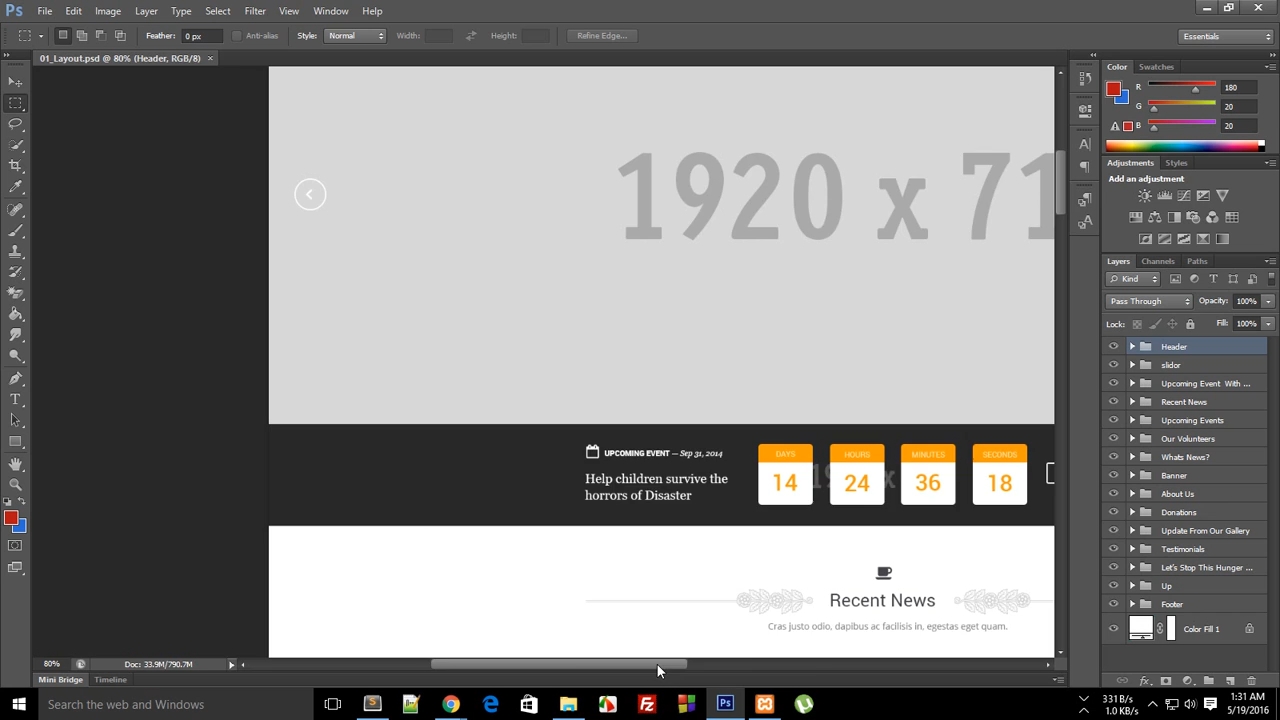 Ps File Edit Image Layer Type Select Filter View Window Help
Feather: 0 px Anti-alias Style: Normal Width: Height: Refine Edge... Essentials
01_Layout.psd @ 80% (Header, RGB/8) ×
Color Swatches
R 180
G 20
B 20
Adjustments Styles
Add an adjustment
Layers Channels Paths
Kind
Pass Through Opacity: 100%
Lock: Fill: 100%
Header
slidor
Upcoming Event With ...
Recent News
Upcoming Events
Our Volunteers
Whats News?
Banner
About Us
Donations
Update From Our Gallery
Testimonials
Let's Stop This Hunger ...
Up
Footer
Color Fill 1
1920 x 71
UPCOMING EVENT — Sep 31, 2014
Help children survive the
horrors of Disaster
DAYS HOURS MINUTES SECONDS
14 24 36 18
Recent News
Cras justo odio, dapibus ac facilisis in, egestas eget quam.
80% Doc: 33.9M/790.7M
Mini Bridge Timeline
Search the web and Windows
331 B/s
1.0 KB/s
1:31 AM
5/19/2016